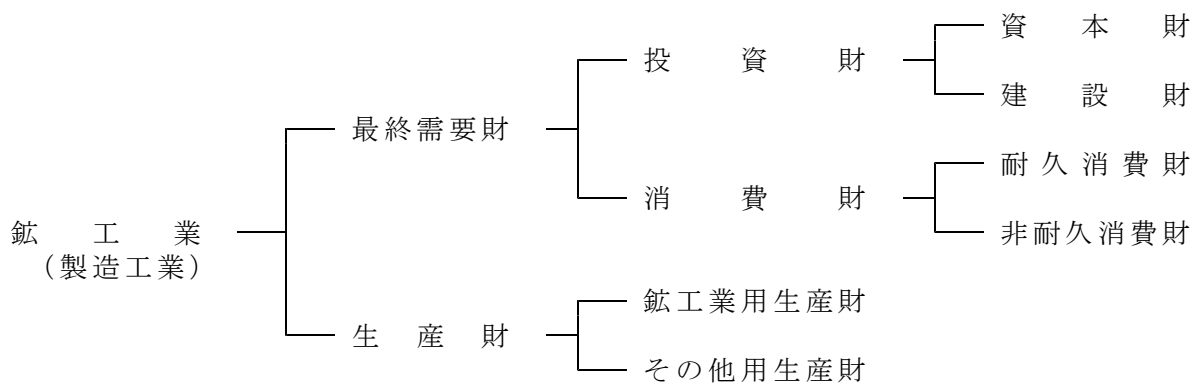 資本財
投資財
建設財
最終需要財
耐久消費財
消費財
非耐久消費財
鉱工業
（製造工業）
鉱工業用生産財
生産財
その他用生産財